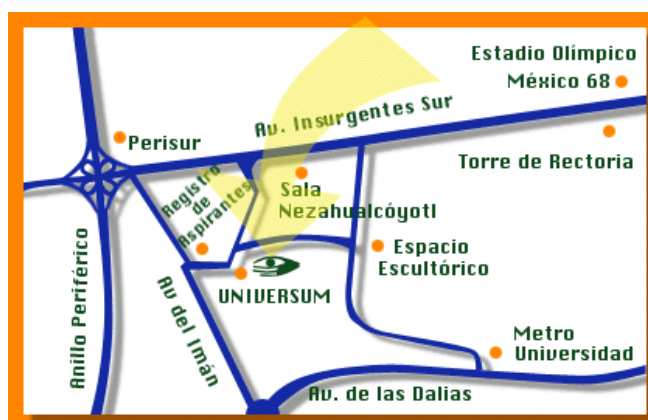 Estadio Olímpico
México 68
Av. Insurgentes Sur
Perisur
Torre de Rectoria
Registro
de
Aspirantes
Sala
Nezahualcóyotl
Espacio
Escultórico
Anillo Periférico
Av del Imán
UNIVERSUM
Metro
Universidad
Av. de las Dalias